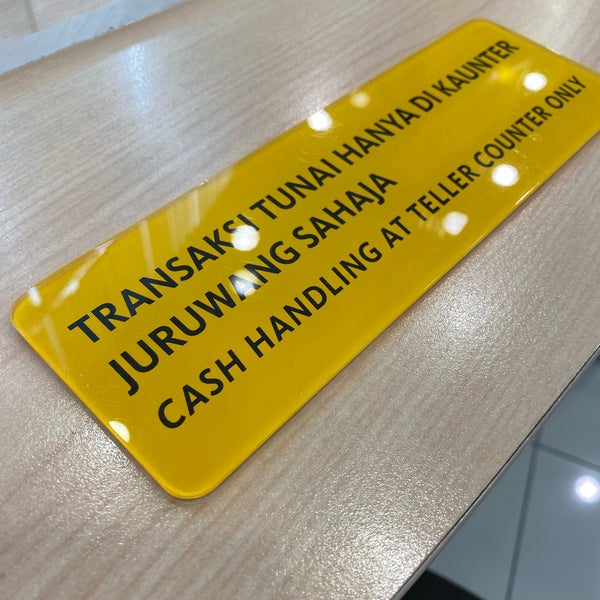 TRANSAKSI TUNAI HANYA DI KAUNTER
JURUWANG SAHAJA
CASH HANDLING AT TELLER COUNTER ONLY